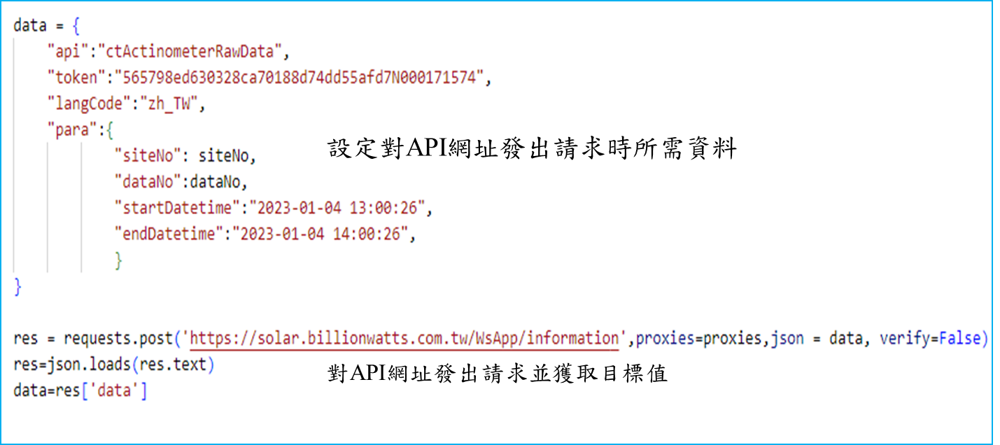 data = {
"api":"ctActinometerRawData",
"token":"565798ed630328ca70188d74dd55afd7N000171574",
"langCode":"zh_TW",
"para":{
"siteNo": siteNo,
設定對API網址發出請求時所需資料
"dataNo":dataNo,
"startDatetime":"2023-01-04 13:00:26",
"endDatetime":"2023-01-04 14:00:26",
}
}
res = requests.post('https://solar.billionwatts.com.tw/WsApp/information',proxies=proxies,json = data, verify=False)
res=json.loads(res.text)
對API網址發出請求並獲取目標值
data=res['data']